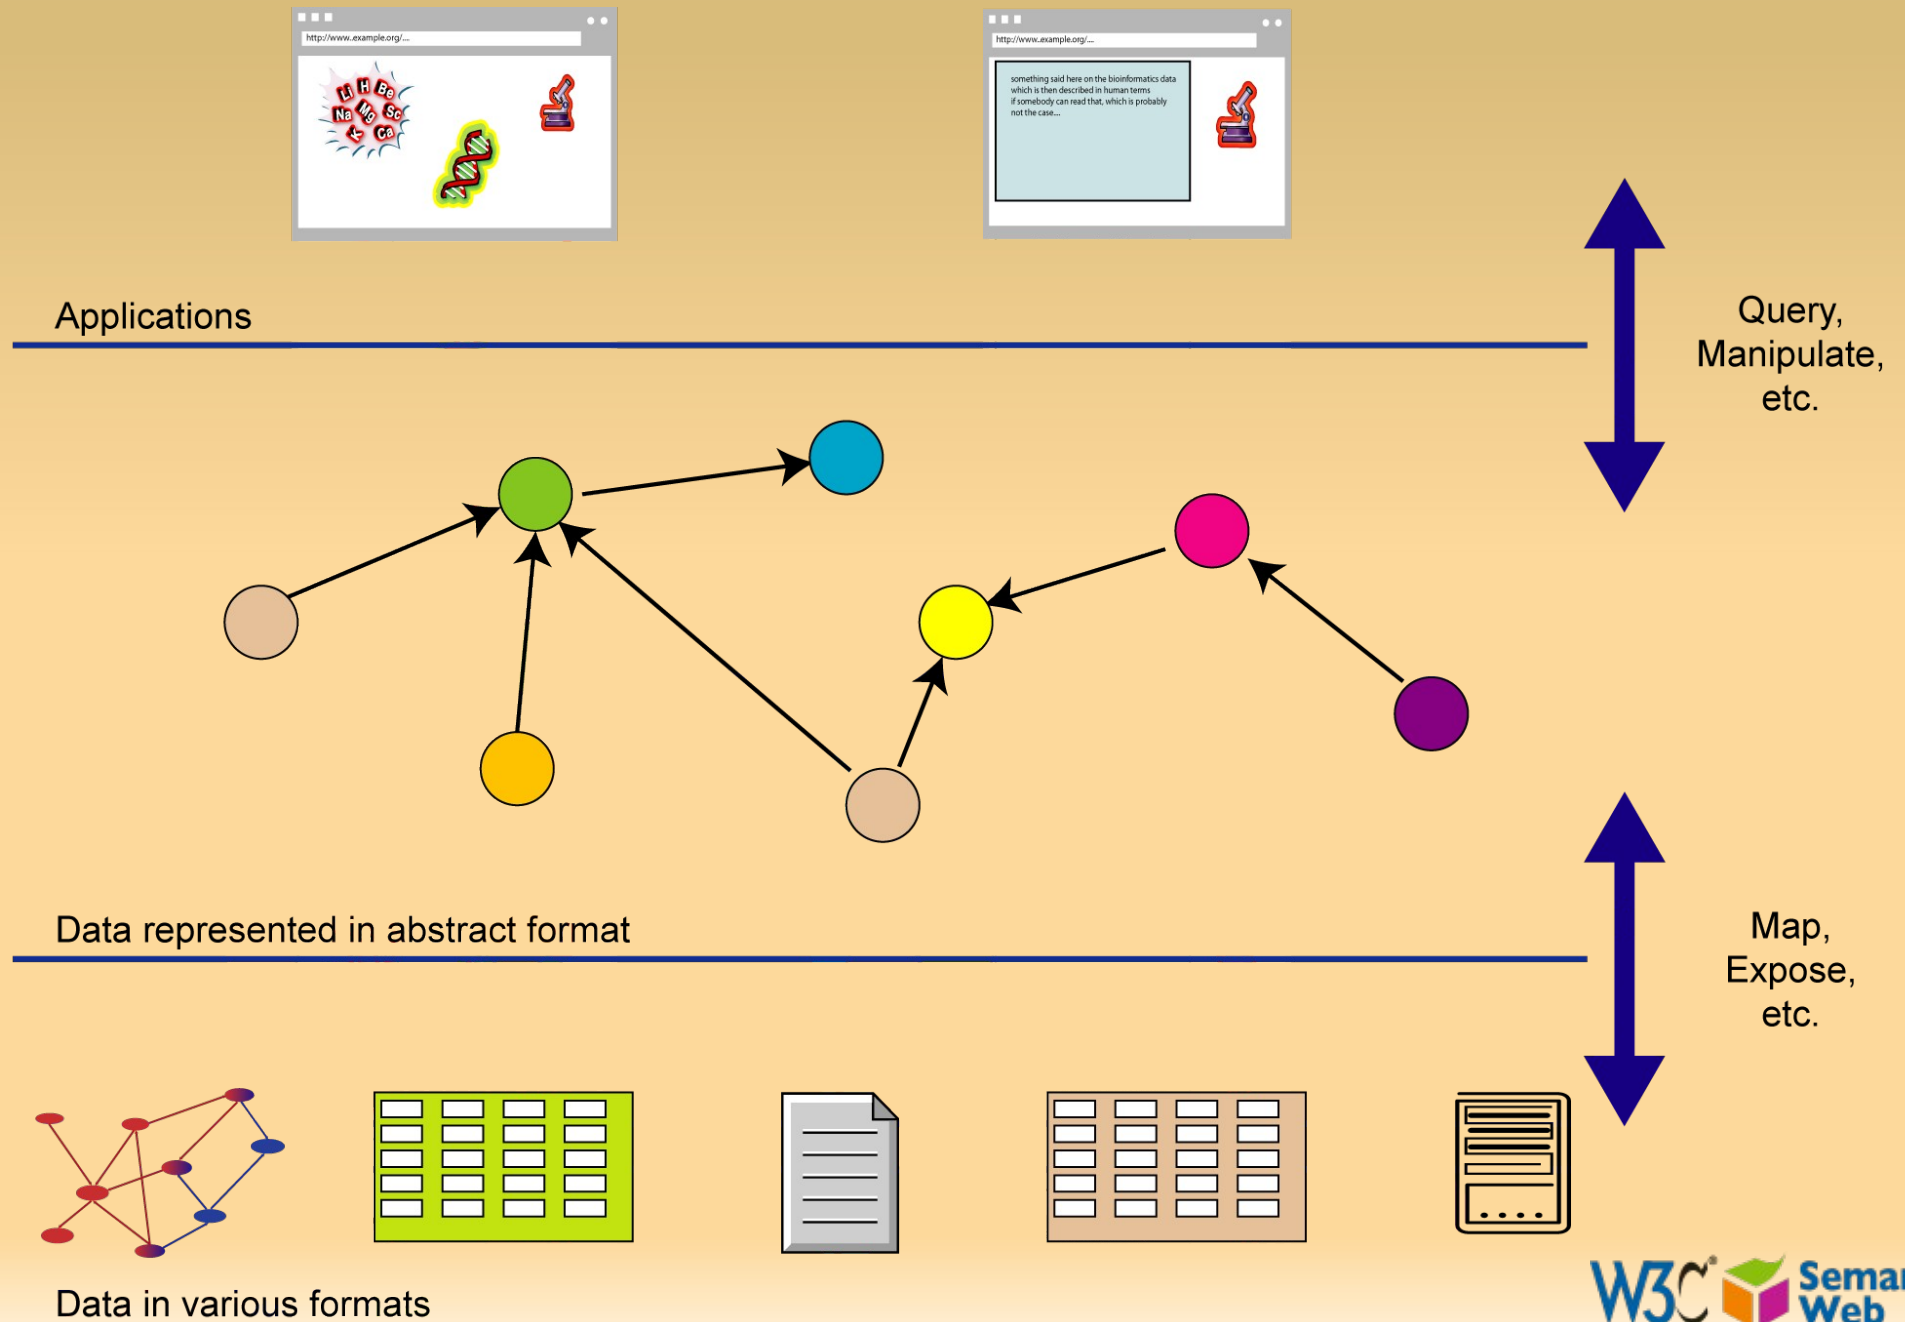 http://www..example.org/....
Li H Be
Na Mg Sc
K Ca
http://www..example.org/....
something said here on the bioinformatics data
which is then described in human terms
if somebody can read that, which is probably
not the case....
Applications
Query,
Manipulate,
etc.
Data represented in abstract format
Map,
Expose,
etc.
Data in various formats
W3C®
Web